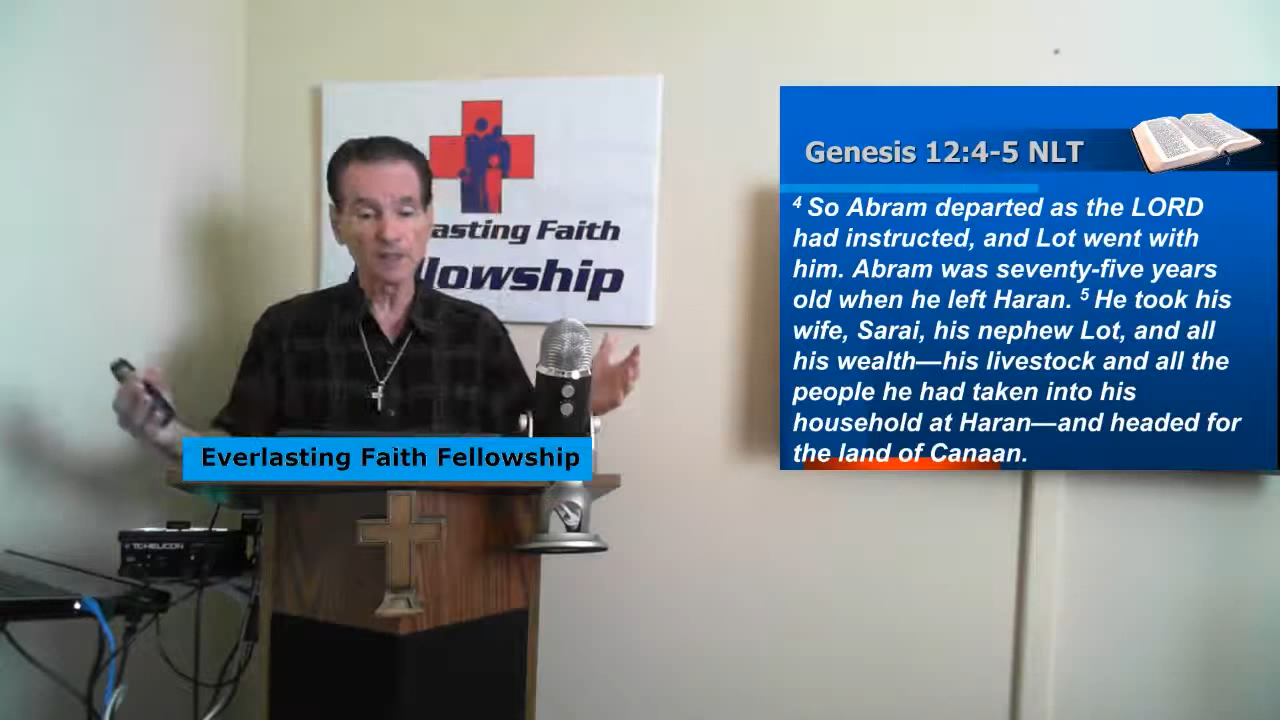 asting Faith
llowship
Everlasting Faith Fellowship
TC·HELICON
Genesis 12:4-5 NLT
4 So Abram departed as the LORD
had instructed, and Lot went with
him. Abram was seventy-five years
old when he left Haran. 5 He took his
wife, Sarai, his nephew Lot, and all
his wealth—his livestock and all the
people he had taken into his
household at Haran—and headed for
the land of Canaan.